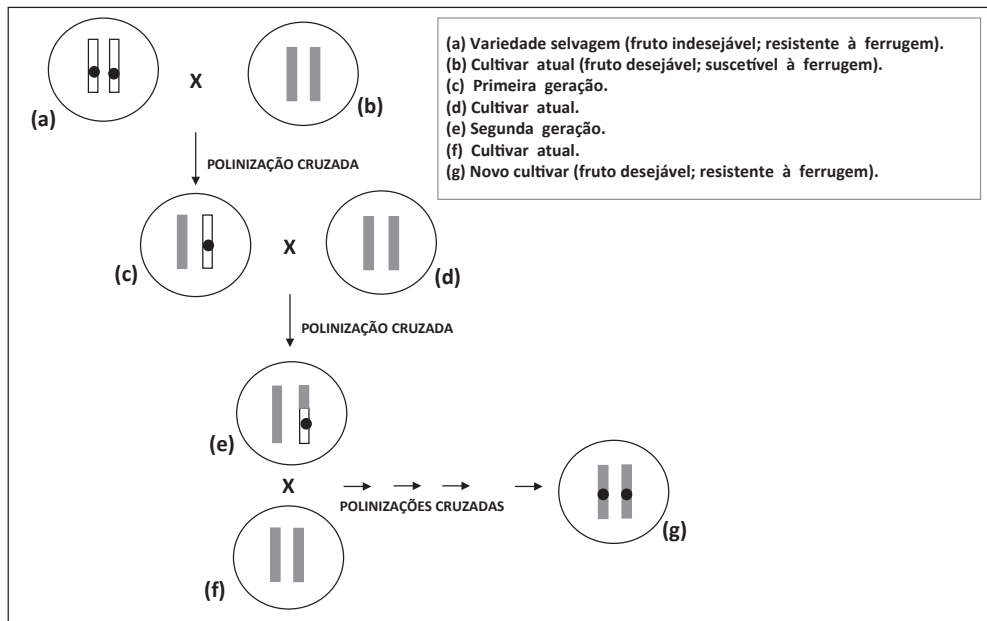 (a) Variedade selvagem (fruto indesejável; resistente à ferrugem).
(b) Cultivar atual (fruto desejável; suscetível à ferrugem).
(c) Primeira geração.
(d) Cultivar atual.
(e) Segunda geração.
(f) Cultivar atual.
(g) Novo cultivar (fruto desejável; resistente à ferrugem).
(a)
X
(b)
POLINIZAÇÃO CRUZADA
(c)
X
(d)
POLINIZAÇÃO CRUZADA
(e)
X
POLINIZAÇÕES CRUZADAS
(g)
(f)